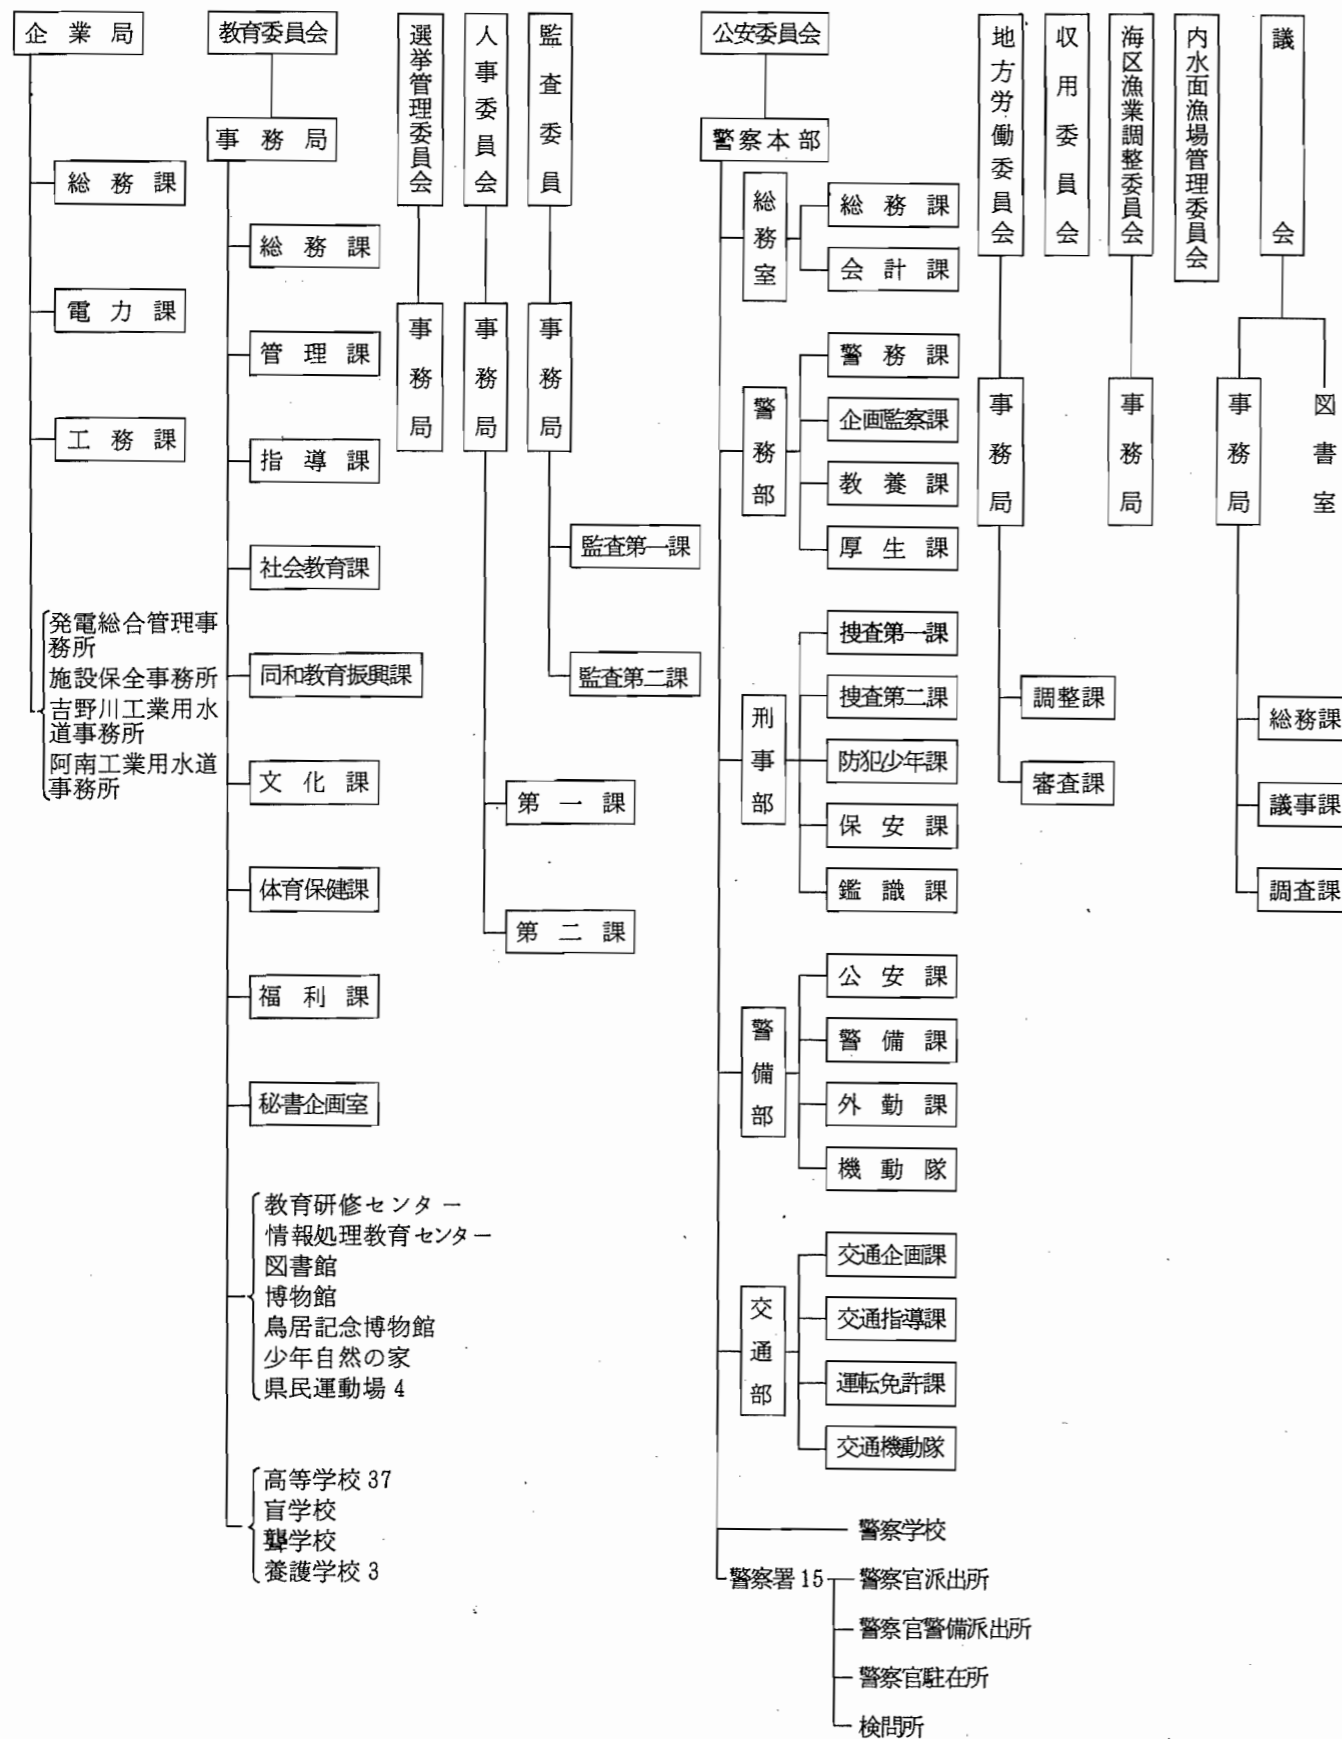 企業局
総務課
電力課
工務課
発電総合管理事
務所
施設保全事務所
吉野川工業用水
道事務所
阿南工業用水道
事務所
教育委員会
事務局
総務課
管理課
指導課
社会教育課
同和教育振興課
文化課
体育保健課
福利課
秘書企画室
教育研修センター
情報処理教育センター
図書館
博物館
鳥居記念博物館
少年自然の家
県民運動場4
高等学校37
盲学校
聾学校
養護学校3
選挙管理委員会
事務局
人事委員会
事務局
第一課
第二課
監査委員
事務局
監査第一課
監査第二課
公安委員会
警察本部
総務室
総務課
会計課
警務部
警務課
企画監察課
教養課
厚生課
刑事部
捜査第一課
捜査第二課
防犯少年課
保安課
鑑識課
警備部
公安課
警備課
外勤課
機動隊
交通部
交通企画課
交通指導課
運転免許課
交通機動隊
警察学校
警察署15
警察官派出所
警察官警備派出所
警察官駐在所
検問所
地方労働委員会
事務局
調整課
審査課
収用委員会
海区漁業調整委員会
事務局
内水面漁場管理委員会
議会
事務局
総務課
議事課
調査課
図書室